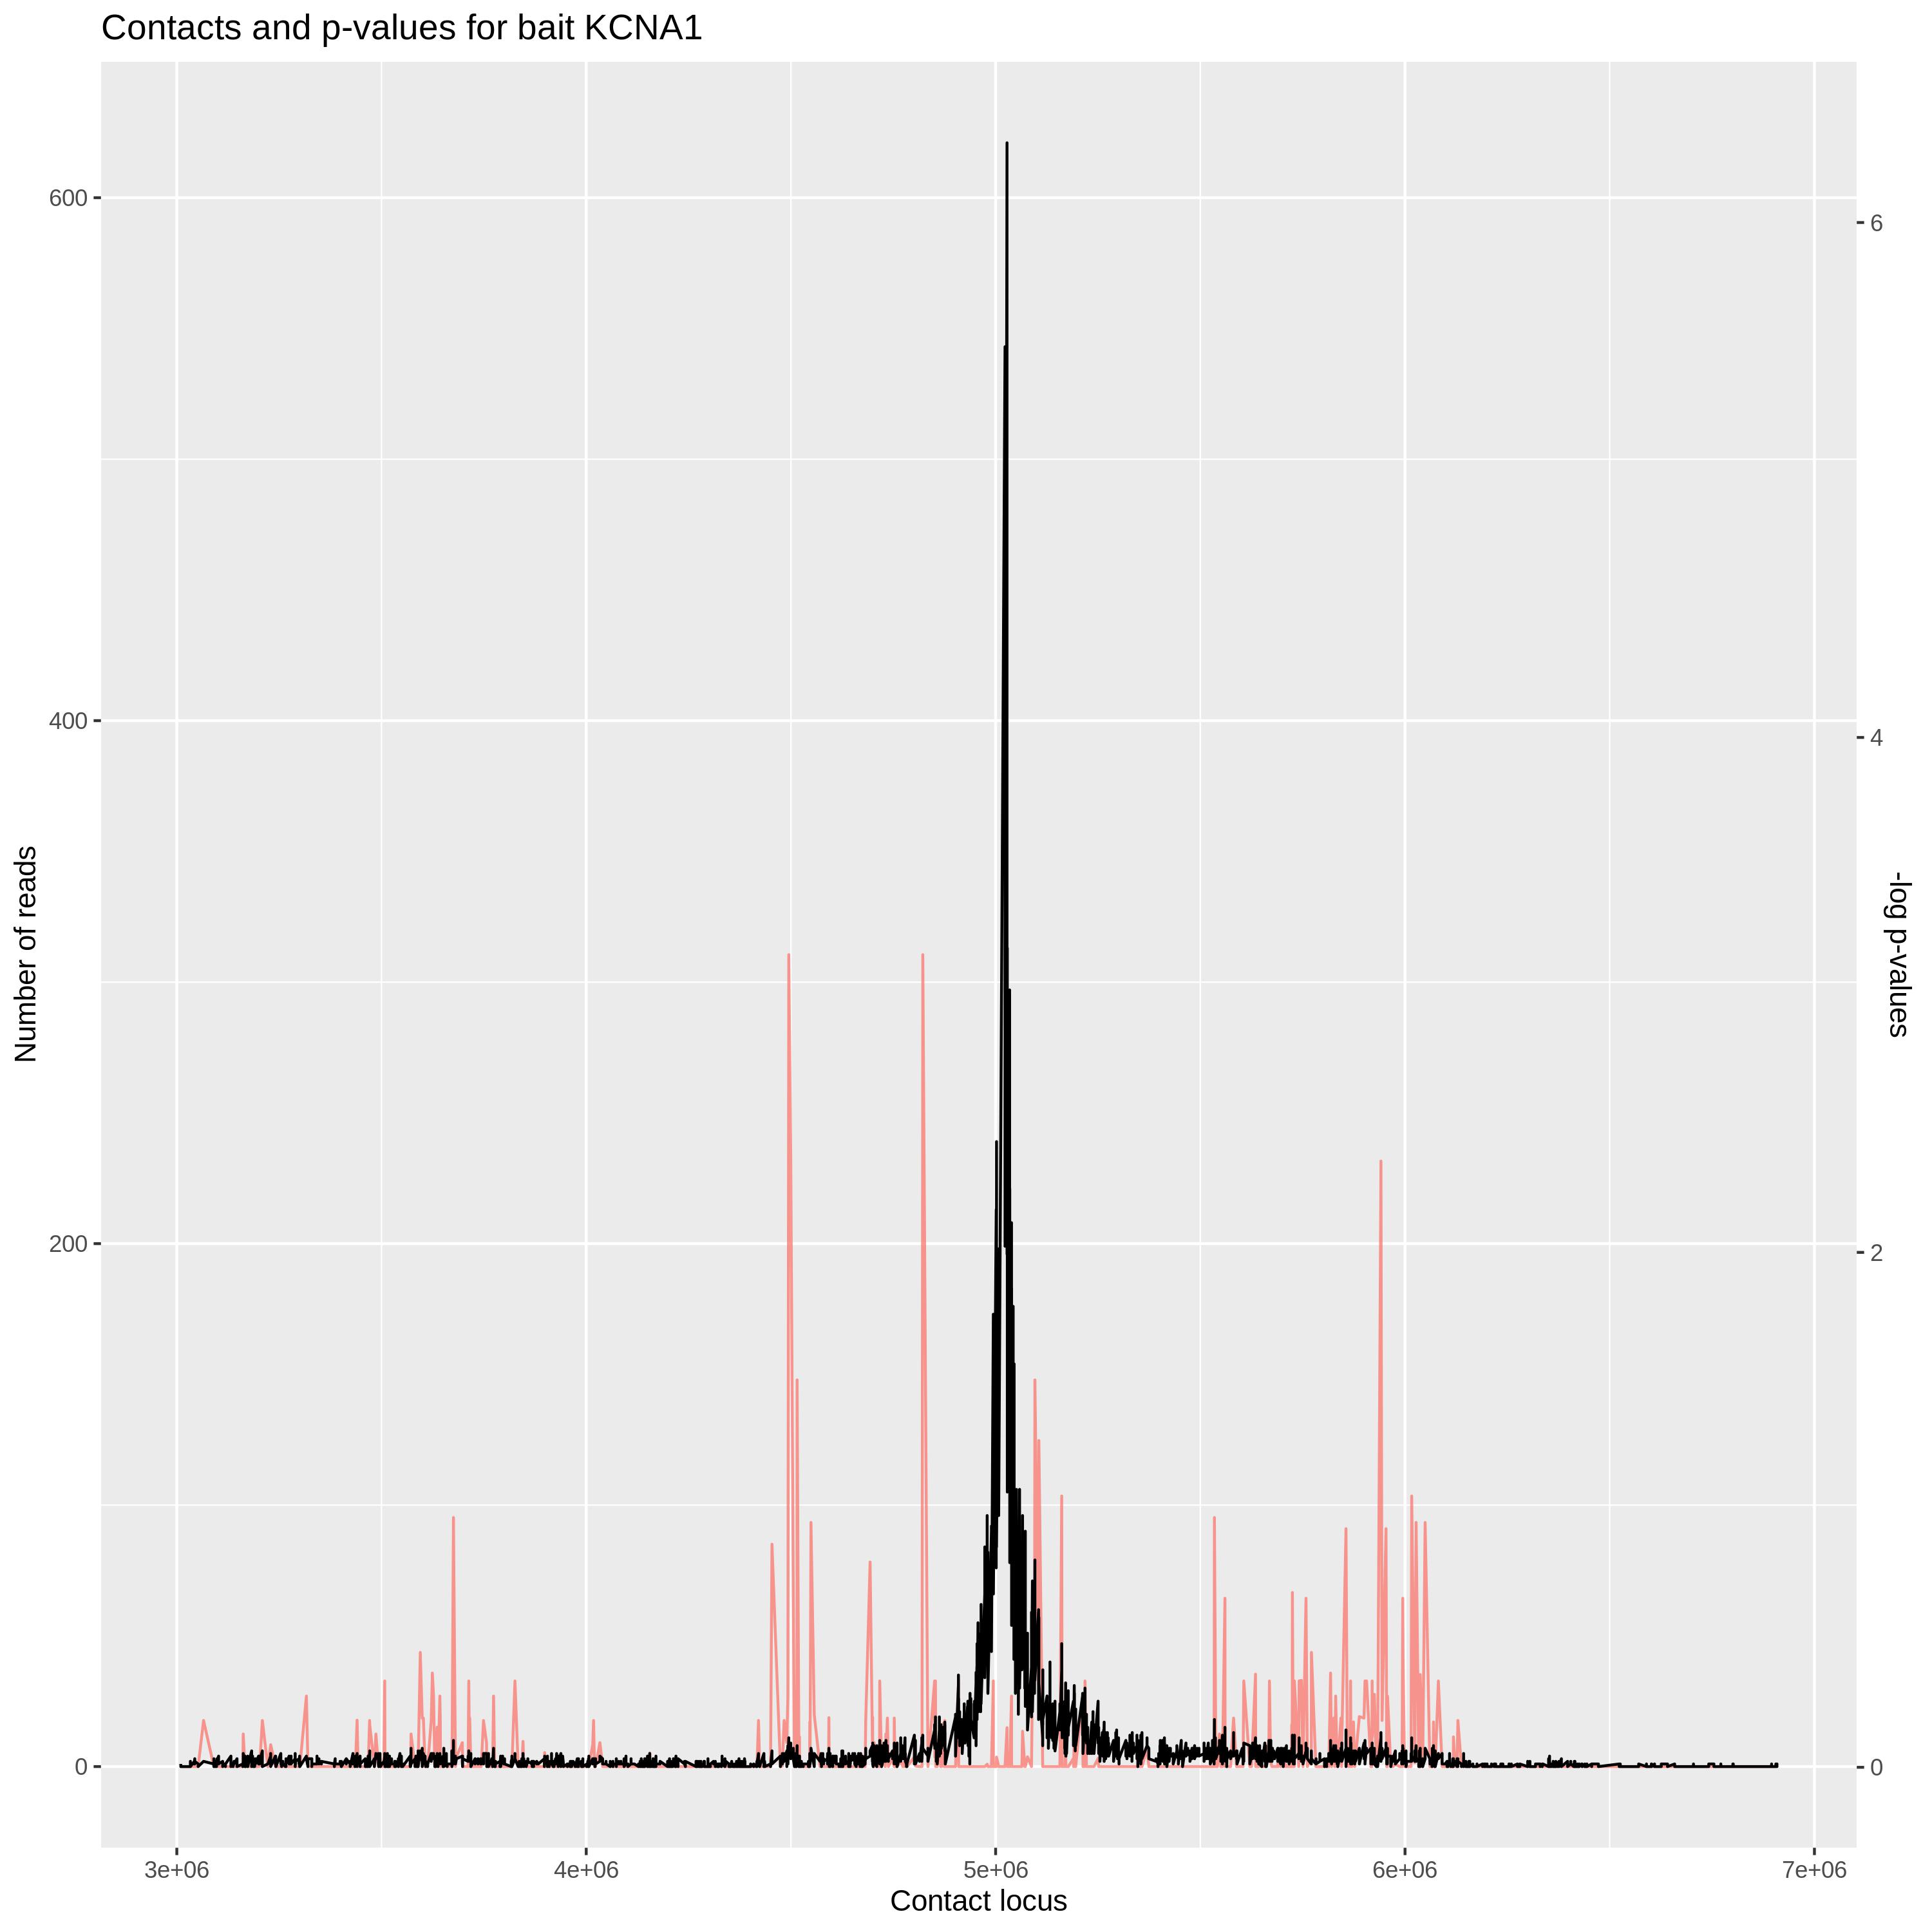 Contacts and p-values for bait KCNA1
600
400
200
0
Number of reads
6
4
2
0
-log p-values
3e+06
4e+06
5e+06
6e+06
7e+06
Contact locus